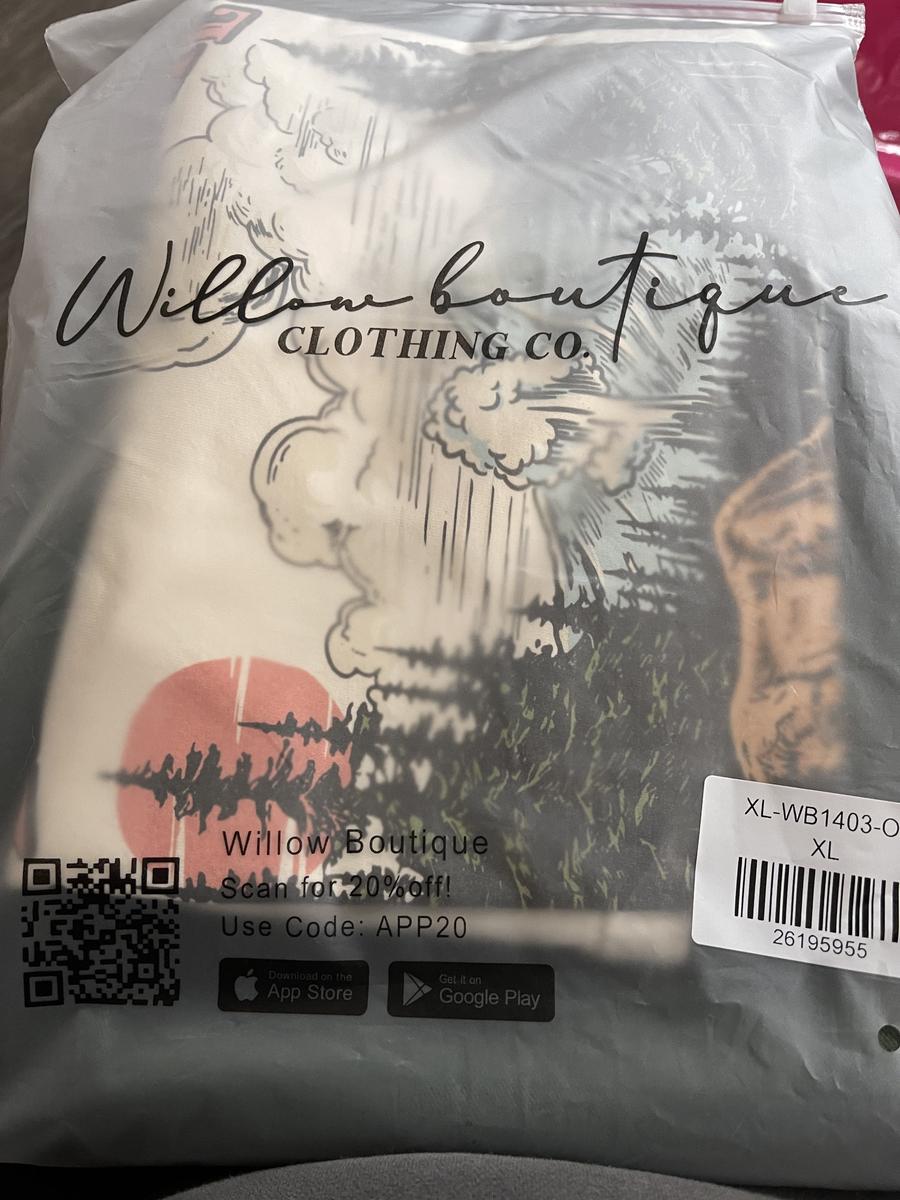 Willow boutique
CLOTHING CO.
XL-WB1403-O
XL
26195955
Willow Boutique
Scan for 20%off!
Use Code: APP20
Download on the
App Store
Get it on
Google Play